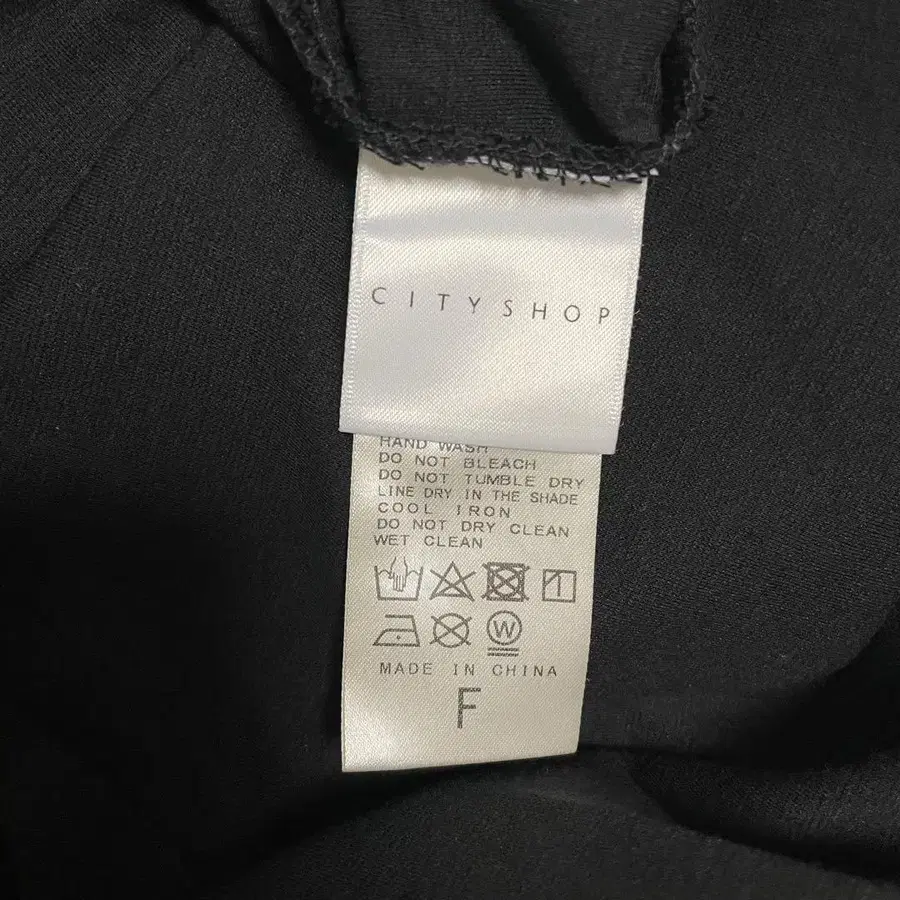 CITYSHOP
HAND WASH
DO NOT BLEACH
DO NOT TUMBLE DRY
LINE DRY IN THE SHADE
COOL IRON
DO NOT DRY CLEAN
WET CLEAN
W
MADE IN CHINA
F